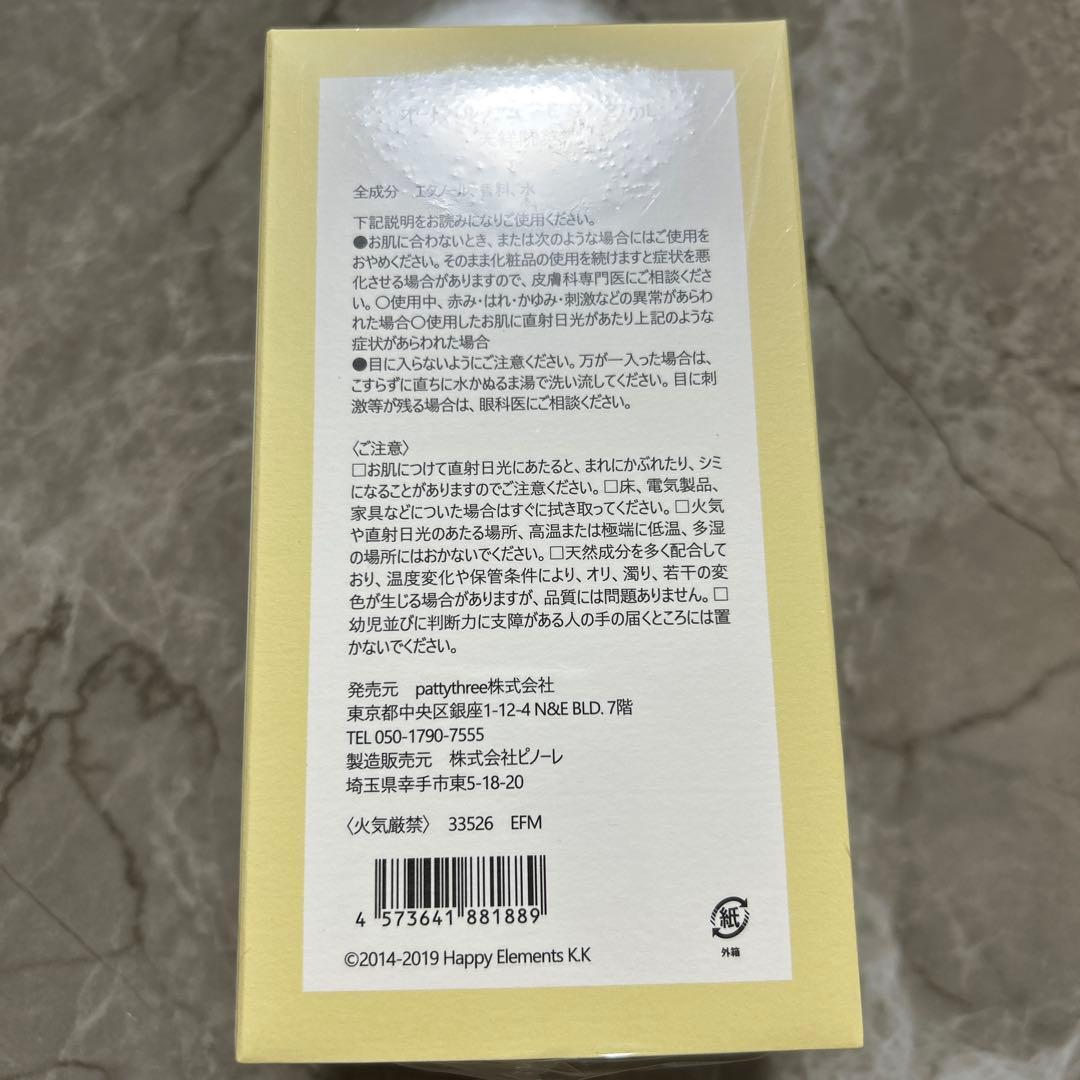 全成分 エタノール、香料、水
下記説明をお読みになりご使用ください。
●お肌に合わないとき、または次のような場合にはご使用を
おやめください。そのまま化粧品の使用を続けますと症状を悪
化させる場合がありますので、皮膚科専門医にご相談くださ
い。○使用中、赤み・はれ・かゆみ・刺激などの異常があらわ
れた場合○使用したお肌に直射日光があたり上記のような
症状があらわれた場合
●目に入らないようにご注意ください。万が一入った場合は、
こすらずに直ちに水かぬるま湯で洗い流してください。目に刺
激等が残る場合は、眼科医にご相談ください。
〈ご注意〉
□お肌につけて直射日光にあたると、まれにかぶれたり、シミ
になることがありますのでご注意ください。□床、電気製品、
家具などについた場合はすぐに拭き取ってください。□火気
や直射日光のあたる場所、高温または極端に低温、多湿
の場所にはおかないでください。□天然成分を多く配合して
おり、温度変化や保管条件により、オリ、濁り、若干の変
色が生じる場合がありますが、品質には問題ありません。□
幼児並びに判断力に支障がある人の手の届くところには置
かないでください。
発売元 pattythree株式会社
東京都中央区銀座1-12-4 N&E BLD. 7階
TEL 050-1790-7555
製造販売元 株式会社ピノーレ
埼玉県幸手市東5-18-20
〈火気厳禁〉 33526 EFM
4 573641 881889
紙
外箱
©2014-2019 Happy Elements K.K